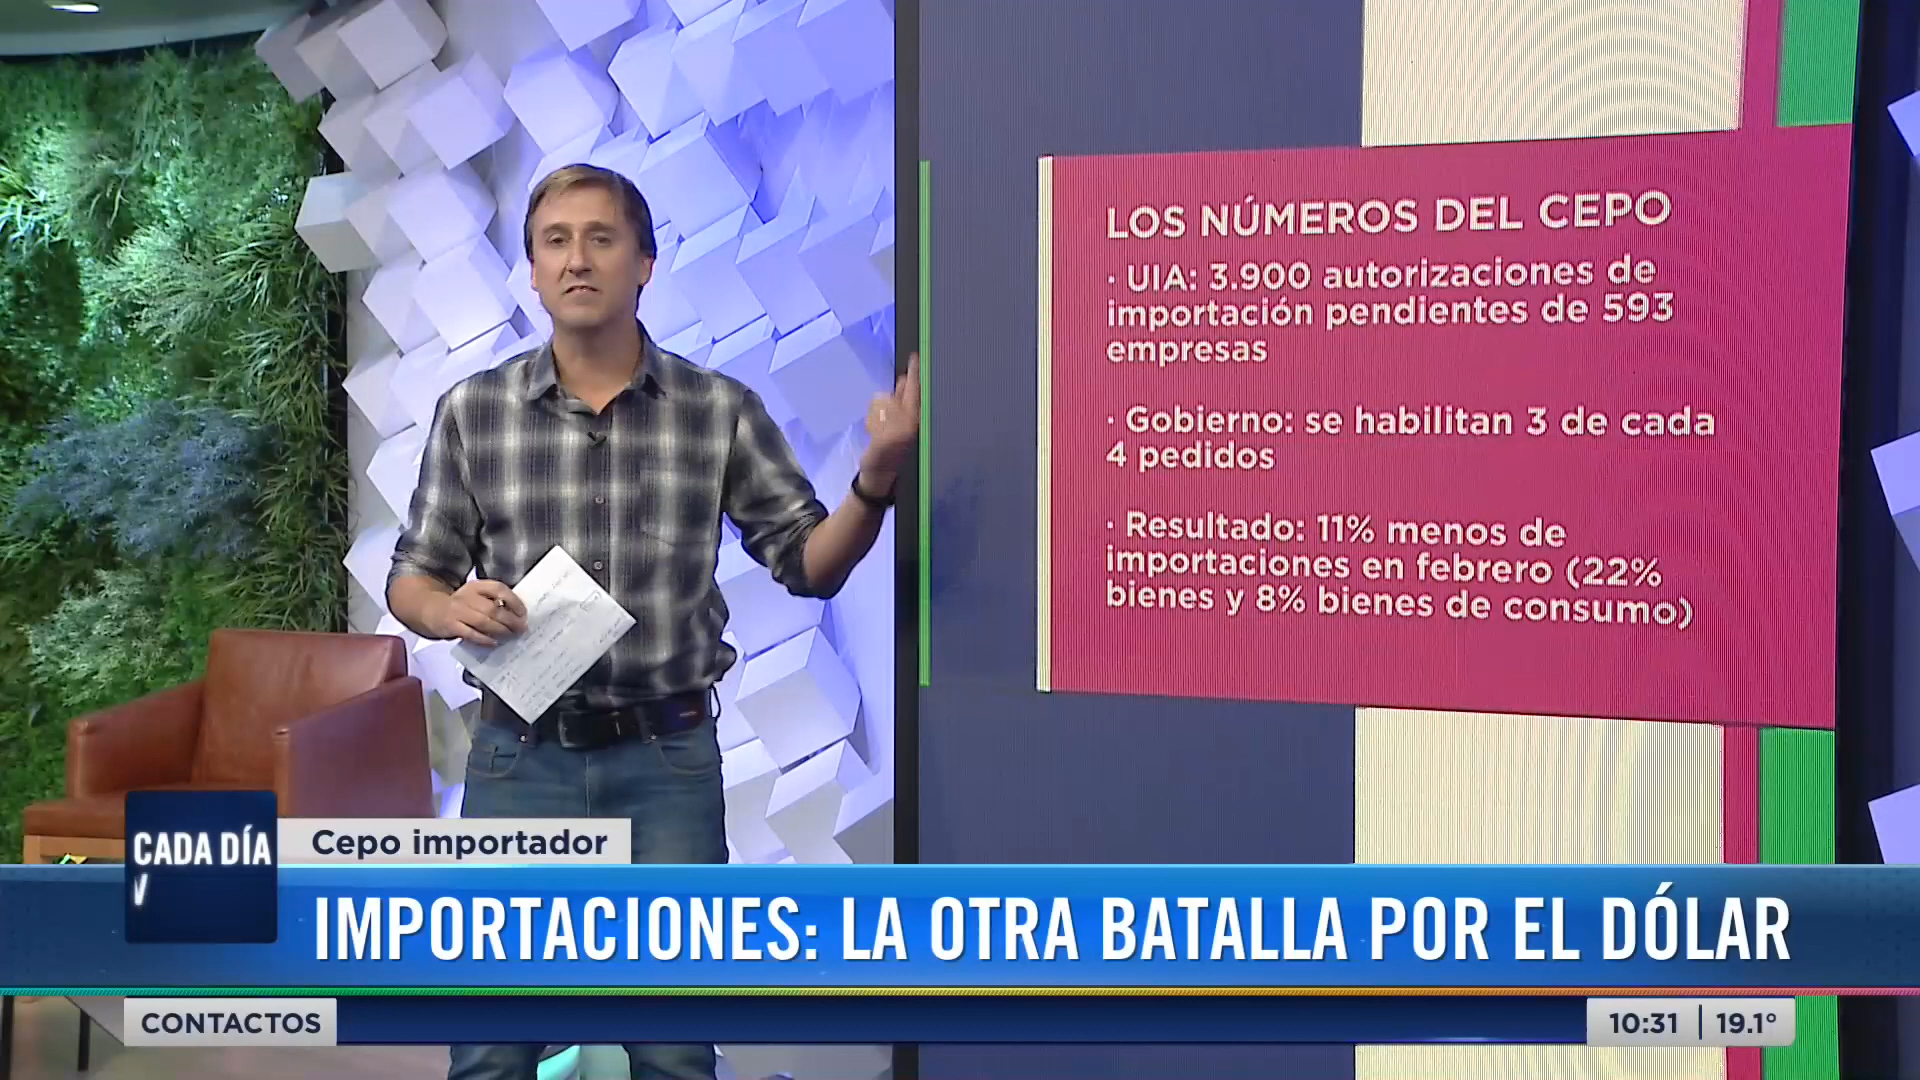 LOS NÚMEROS DEL CEPO
· UIA: 3.900 autorizaciones de
importación pendientes de 593
empresas
· Gobierno: se habilitan 3 de cada
4 pedidos
· Resultado: 11% menos de
importaciones en febrero (22%
bienes y 8% bienes de consumo)
CADA DÍA
Cepo importador
IMPORTACIONES: LA OTRA BATALLA POR EL DÓLAR
CONTACTOS
10:31 19.1°